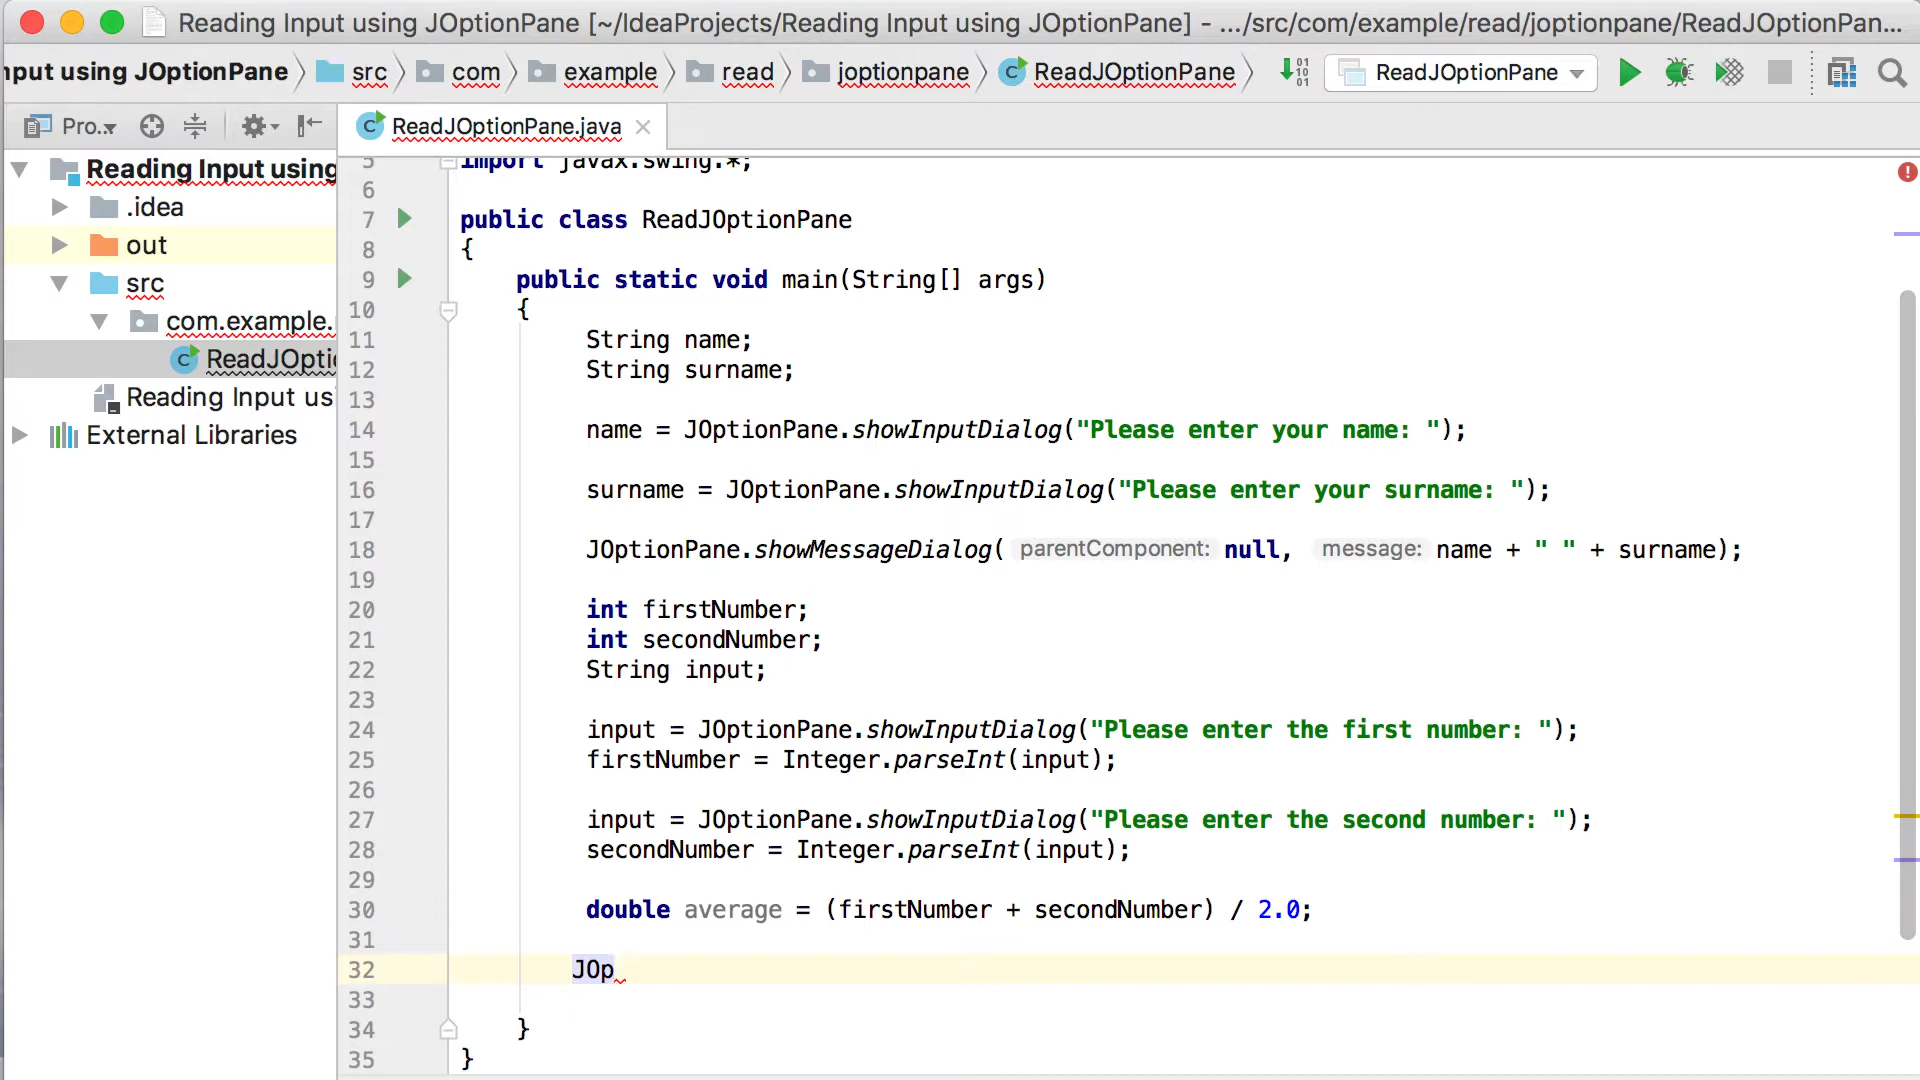 Reading Input using JOptionPane [~/IdeaProjects/Reading Input using JOptionPane] - .../src/com/example/read/joptionpane/ReadJOptionPan...
nput using JOptionPane src com example read joptionpane ReadJOptionPane ReadJOptionPane
Pro... ReadJOptionPane.java
Reading Input using
.idea
out
src
com.example.
ReadJOptio
Reading Input us
External Libraries
5 import javax.swing.*;
6
7 public class ReadJOptionPane
8 {
9 public static void main(String[] args)
10 {
11 String name;
12 String surname;
13
14 name = JOptionPane.showInputDialog("Please enter your name: ");
15
16 surname = JOptionPane.showInputDialog("Please enter your surname: ");
17
18 JOptionPane.showMessageDialog( parentComponent: null, message: name + " " + surname);
19
20 int firstNumber;
21 int secondNumber;
22 String input;
23
24 input = JOptionPane.showInputDialog("Please enter the first number: ");
25 firstNumber = Integer.parseInt(input);
26
27 input = JOptionPane.showInputDialog("Please enter the second number: ");
28 secondNumber = Integer.parseInt(input);
29
30 double average = (firstNumber + secondNumber) / 2.0;
31
32 JOp
33
34 }
35 }